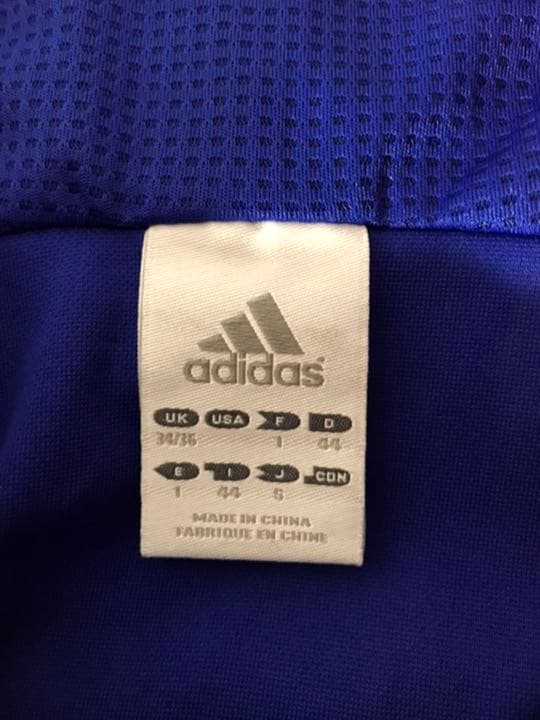 adidas
UK USA F D
34/36 1 44
E I J CDN
1 44 S
MADE IN CHINA
FABRIQUE EN CHINE